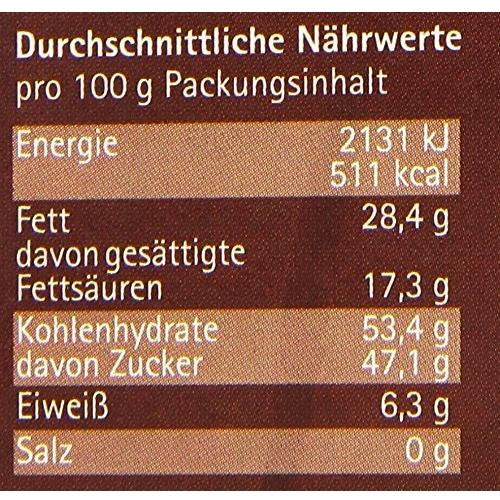 Durchschnittliche Nährwerte
pro 100 g Packungsinhalt
Energie 2131 kJ
511 kcal
Fett 28,4 g
davon gesättigte
Fettsäuren 17,3 g
Kohlenhydrate 53,4 g
davon Zucker 47,1 g
Eiweiß 6,3 g
Salz 0 g